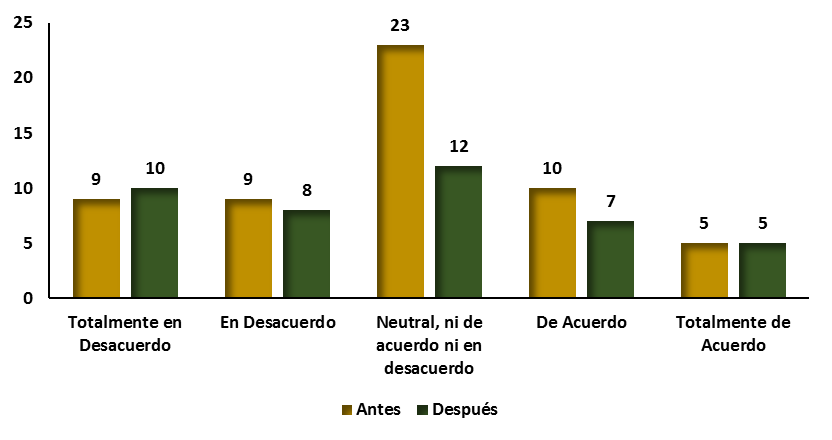 25
20
15
10
5
0
9
10
9
8
23
12
10
7
5
5
Totalmente en
Desacuerdo
En Desacuerdo
Neutral, ni de
acuerdo ni en
desacuerdo
De Acuerdo
Totalmente de
Acuerdo
Antes
Después